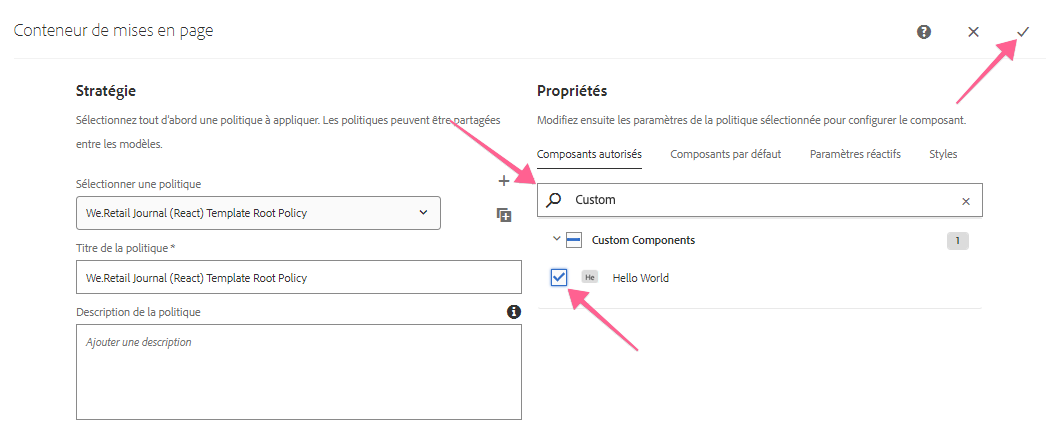 Conteneur de mises en page
Stratégie
Sélectionnez tout d'abord une politique à appliquer. Les politiques peuvent être partagées
entre les modèles.
Sélectionner une politique
We.Retail Journal (React) Template Root Policy
Titre de la politique *
We.Retail Journal (React) Template Root Policy
Description de la politique
Ajouter une description
Propriétés
Modifiez ensuite les paramètres de la politique sélectionnée pour configurer le composant.
Composants autorisés
Composants par défaut
Paramètres réactifs
Styles
Custom
Custom Components
1
He
Hello World